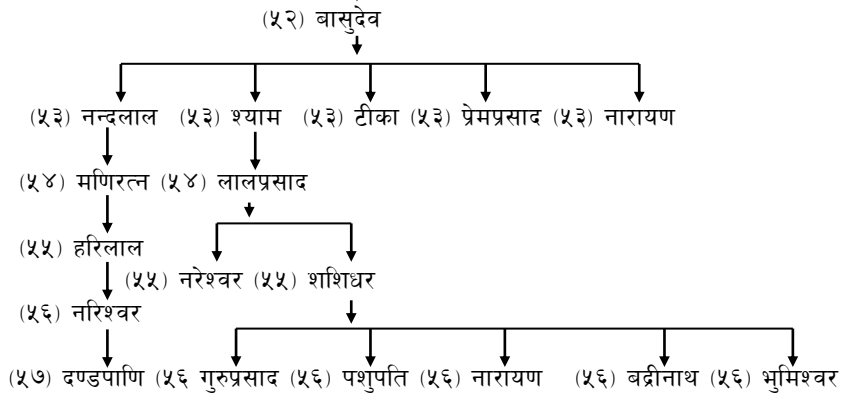 (५२) बासुदेव
(५३) नन्दलाल (५३) श्याम (५३) टीका (५३) प्रेमप्रसाद (५३) नारायण
(५४) मणिरत्न (५४) लालप्रसाद
(५५) हरिलाल
(५५) नरेश्वर (५५) शशिधर
(५६) नरिश्वर
(५७) दण्डपाणि (५६ गुरुप्रसाद (५६) पशुपति (५६) नारायण (५६) बद्रीनाथ (५६) भुमिश्वर